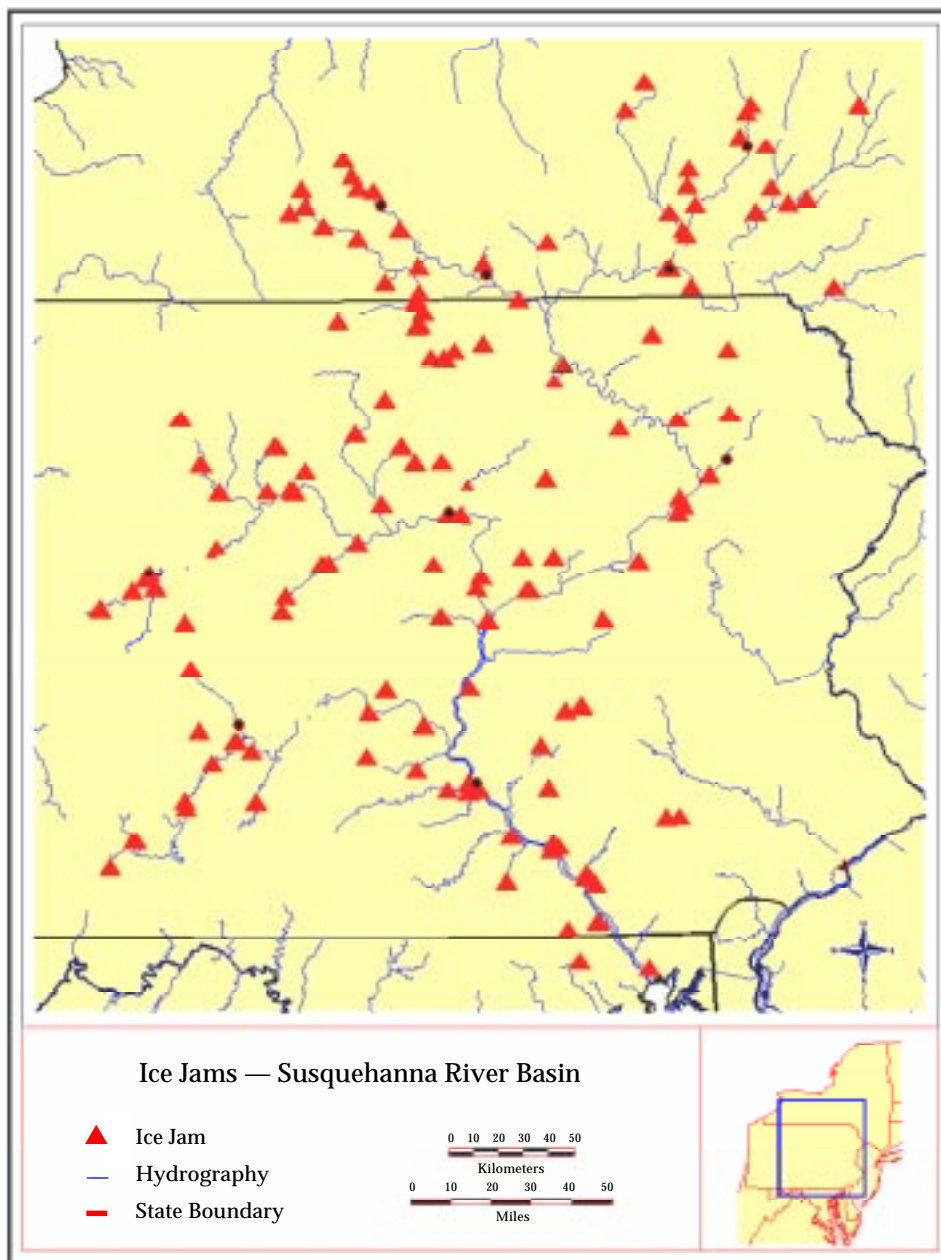 Ice Jams — Susquehanna River Basin
Ice Jam
Hydrography
State Boundary
0 10 20 30 40 50
Kilometers
0 10 20 30 40 50
Miles